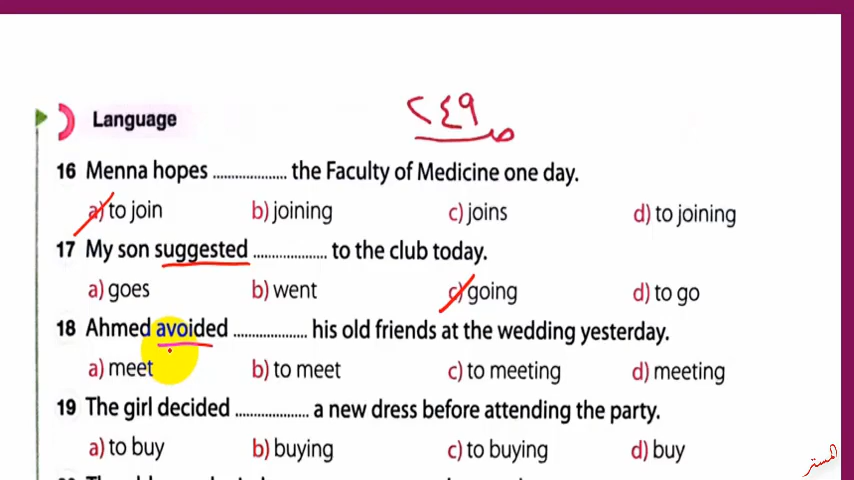 Language
ص ٢٤٩
16 Menna hopes .................... the Faculty of Medicine one day.
a) to join b) joining c) joins d) to joining
17 My son suggested .................... to the club today.
a) goes b) went c) going d) to go
18 Ahmed avoided .................... his old friends at the wedding yesterday.
a) meet b) to meet c) to meeting d) meeting
19 The girl decided .................... a new dress before attending the party.
a) to buy b) buying c) to buying d) buy
المستر